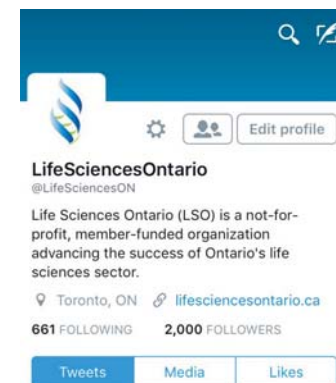 Edit profile
LifeSciencesOntario
@LifeSciencesON
Life Sciences Ontario (LSO) is a not-for-
profit, member-funded organization
advancing the success of Ontario's life
sciences sector.
Toronto, ON lifesciencesontario.ca
661 FOLLOWING 2,000 FOLLOWERS
Tweets Media Likes